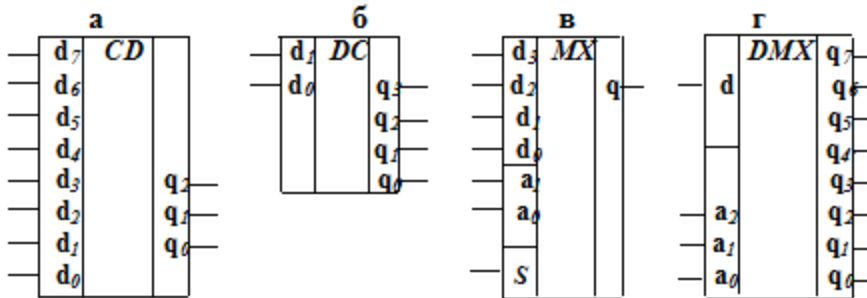 а б в г
d7 CD d1 DC d3 MX d DMX q7
d6 d0 q3 d2 q q6
d5 q2 d1 q5
d4 q1 d0 q4
d3 q2 q0 a1 q3
d2 q1 a0 a2 q2
d1 q0 a1 q1
d0 S a0 q0